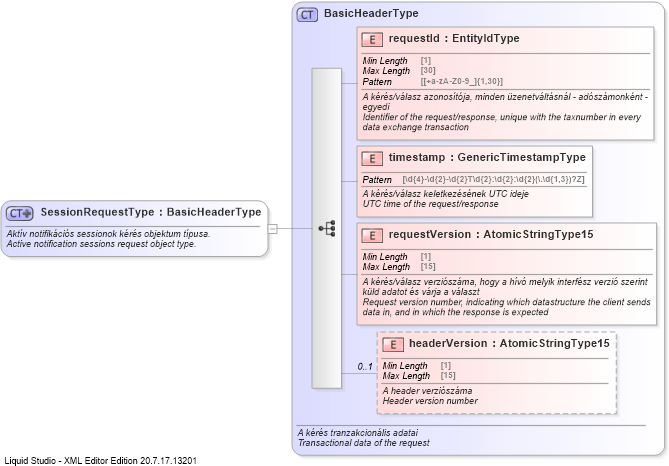 CT BasicHeaderType
E requestId : EntityIdType
Min Length [1]
Max Length [30]
Pattern [[+a-zA-Z0-9_]{1,30}]
A kérés/válasz azonosítója, minden üzenetváltásnál - adószámonként -
egyedi
Identifier of the request/response, unique with the taxnumber in every
data exchange transaction
E timestamp : GenericTimestampType
Pattern [\d{4}-\d{2}-\d{2}T\d{2}:\d{2}:\d{2}(\.\d{1,3})?Z]
A kérés/válasz keletkezésének UTC ideje
UTC time of the request/response
CT SessionRequestType : BasicHeaderType
Aktív notifikációs sessionok kérés objektum típusa.
Active notification sessions request object type.
E requestVersion : AtomicStringType15
Min Length [1]
Max Length [15]
A kérés/válasz verziószáma, hogy a hívó melyik interfész verzió szerint
küld adatot és várja a választ
Request version number, indicating which datastructure the client sends
data in, and in which the response is expected
E headerVersion : AtomicStringType15
0..1
Min Length [1]
Max Length [15]
A header verziószáma
Header version number
A kérés tranzakcionális adatai
Transactional data of the request
Liquid Studio - XML Editor Edition 20.7.17.13201